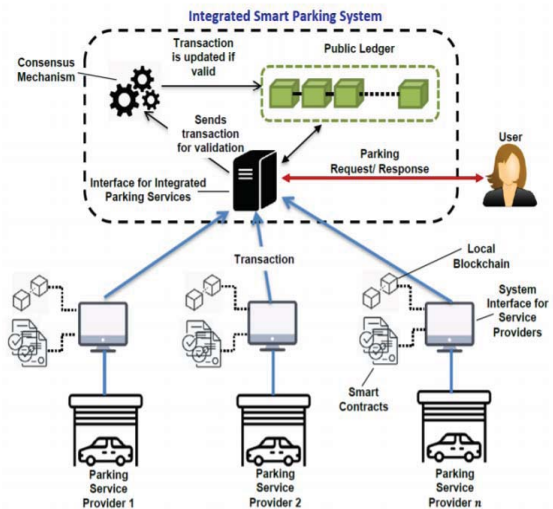 Integrated Smart Parking System
Transaction
is updated if
valid
Public Ledger
Consensus
Mechanism
Sends
transaction
for validation
User
Parking
Request/ Response
Interface for Integrated
Parking Services
Transaction
Local
Blockchain
System
Interface for
Service
Providers
Smart
Contracts
Parking
Service
Provider 1
Parking
Service
Provider 2
Parking
Service
Provider n